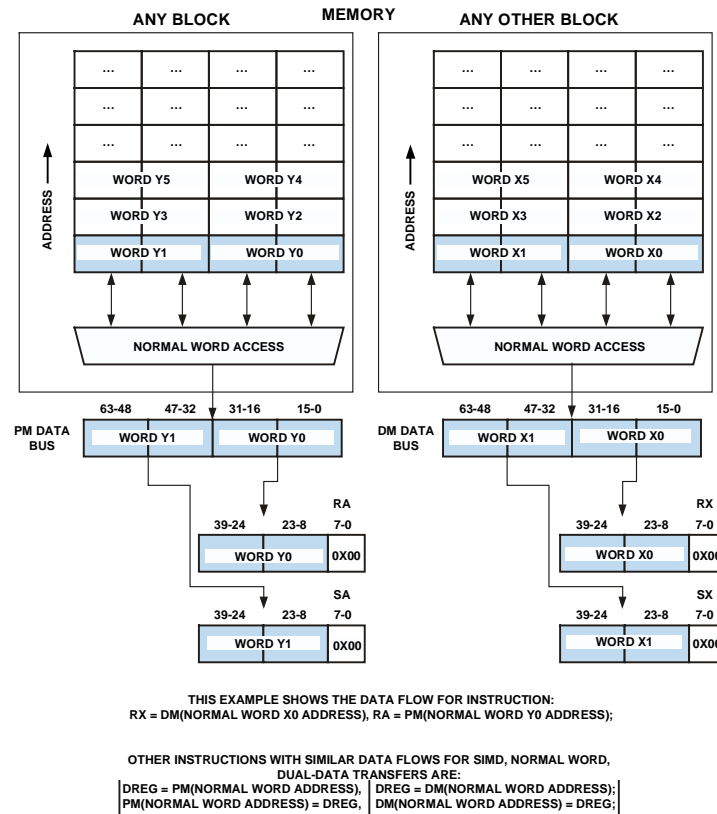 MEMORY
ANY BLOCK ANY OTHER BLOCK
... ... ... ... ... ... ... ...
... ... ... ... ... ... ... ...
... ... ... ... ... ... ... ...
ADDRESS ADDRESS
WORD Y5 WORD Y4 WORD X5 WORD X4
WORD Y3 WORD Y2 WORD X3 WORD X2
WORD Y1 WORD Y0 WORD X1 WORD X0
NORMAL WORD ACCESS NORMAL WORD ACCESS
63-48 47-32 31-16 15-0 63-48 47-32 31-16 15-0
PM DATA BUS WORD Y1 WORD Y0 DM DATA BUS WORD X1 WORD X0
RA RX
39-24 23-8 7-0 39-24 23-8 7-0
WORD Y0 0X00 WORD X0 0X00
SA SX
39-24 23-8 7-0 39-24 23-8 7-0
WORD Y1 0X00 WORD X1 0X00
THIS EXAMPLE SHOWS THE DATA FLOW FOR INSTRUCTION:
RX = DM(NORMAL WORD X0 ADDRESS), RA = PM(NORMAL WORD Y0 ADDRESS);
OTHER INSTRUCTIONS WITH SIMILAR DATA FLOWS FOR SIMD, NORMAL WORD,
DUAL-DATA TRANSFERS ARE:
DREG = PM(NORMAL WORD ADDRESS), DREG = DM(NORMAL WORD ADDRESS);
PM(NORMAL WORD ADDRESS) = DREG, DM(NORMAL WORD ADDRESS) = DREG;